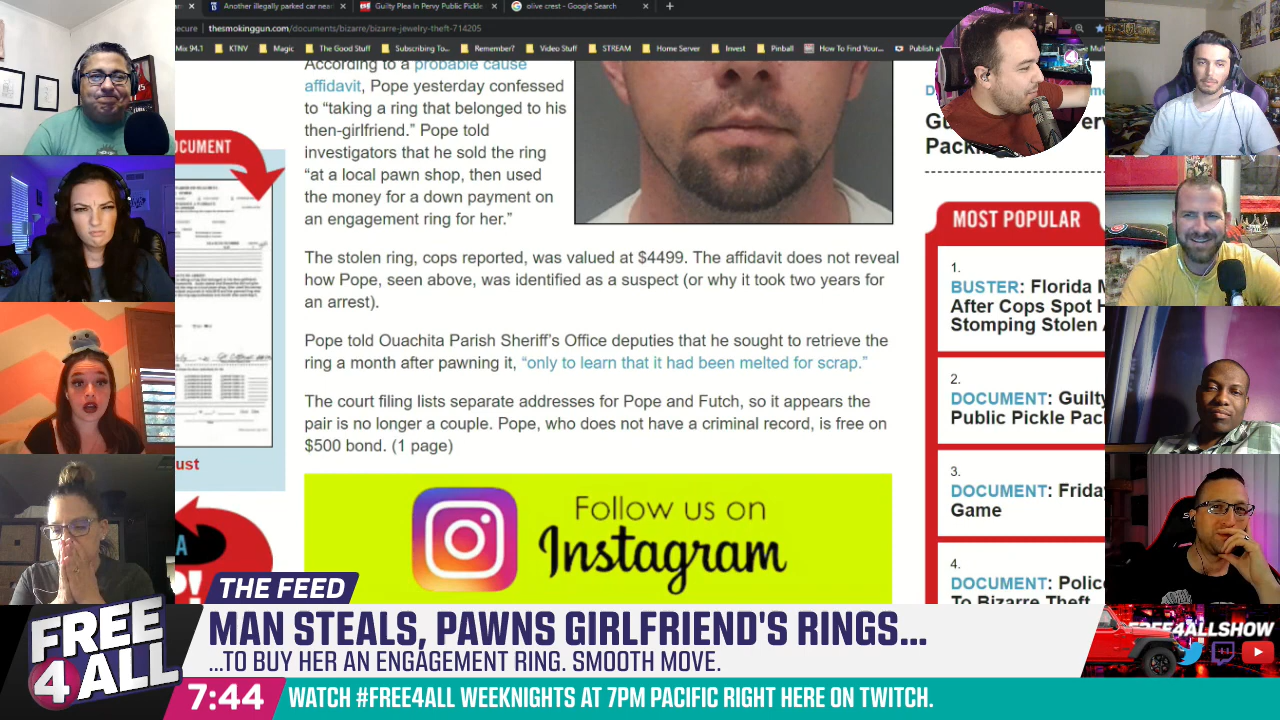 Another illegally parked car near
Guilty Plea In Pervy Public Pickle
olive crest - Google Search
secure
thesmokinggun.com/documents/bizarre/bizarre-jewelry-theft-714205
Mix 94.1
KTNV
Magic
The Good Stuff
Subscribing To...
Remember?
Video Stuff
STREAM
Home Server
Invest
Pinball
How To Find Your...
Publish a
According to a probable cause
affidavit, Pope yesterday confessed
to “taking a ring that belonged to his
then-girlfriend.” Pope told
investigators that he sold the ring
“at a local pawn shop, then used
the money for a down payment on
an engagement ring for her.”
The stolen ring, cops reported, was valued at $4499. The affidavit does not reveal
how Pope, seen above, was identified as a suspect (or why it took two years for
an arrest).
Pope told Ouachita Parish Sheriff’s Office deputies that he sought to retrieve the
ring a month after pawning it, “only to learn that it had been melted for scrap.”
The court filing lists separate addresses for Pope and Futch, so it appears the
pair is no longer a couple. Pope, who does not have a criminal record, is free on
$500 bond. (1 page)
DOCUMENT
ust
Follow us on
Instagram
MOST POPULAR
1.
BUSTER: Florida M
After Cops Spot H
Stomping Stolen
2.
DOCUMENT: Guilty
Public Pickle Pac
3.
DOCUMENT: Friday
Game
4.
DOCUMENT: Police
To Bizarre Theft
THE FEED
FREE
4 ALL
MAN STEALS, PAWNS GIRLFRIEND'S RINGS...
...TO BUY HER AN ENGAGEMENT RING. SMOOTH MOVE.
FREE4ALLSHOW
7:44
WATCH #FREE4ALL WEEKNIGHTS AT 7PM PACIFIC RIGHT HERE ON TWITCH.